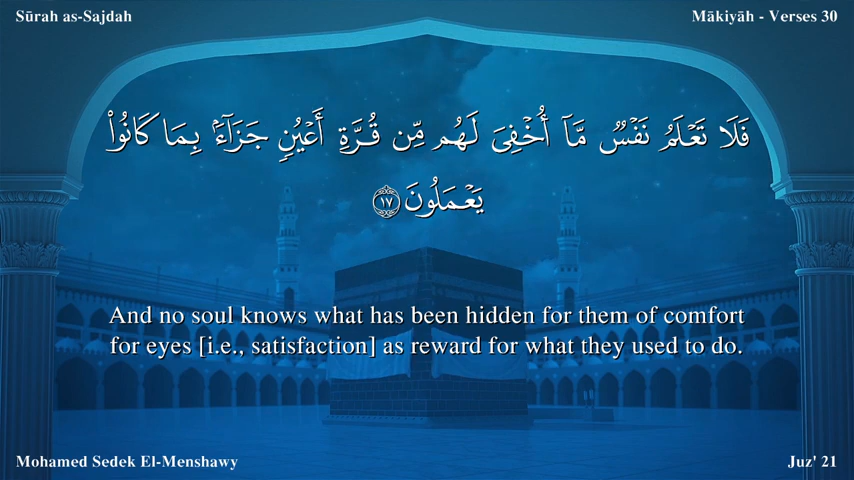 Sūrah as-Sajdah
Mākiyāh - Verses 30
فَلَا تَعْلَمُ نَفْسٌ مَّآ أُخْفِىَ لَهُم مِّن قُرَّةِ أَعْيُنٍ جَزَآءًۢ بِمَا كَانُوا۟
يَعْمَلُونَ ١٧
And no soul knows what has been hidden for them of comfort
for eyes [i.e., satisfaction] as reward for what they used to do.
Mohamed Sedek El-Menshawy
Juz' 21